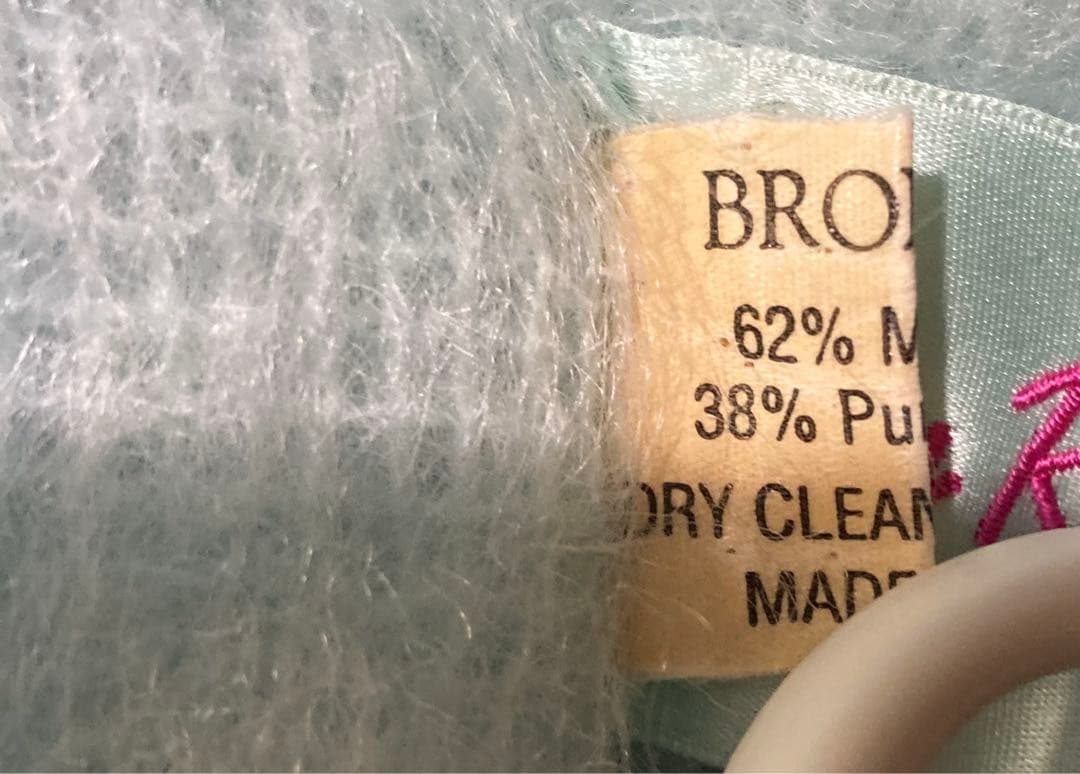 BRO
62% M
38% Pu
DRY CLEAN
MADE